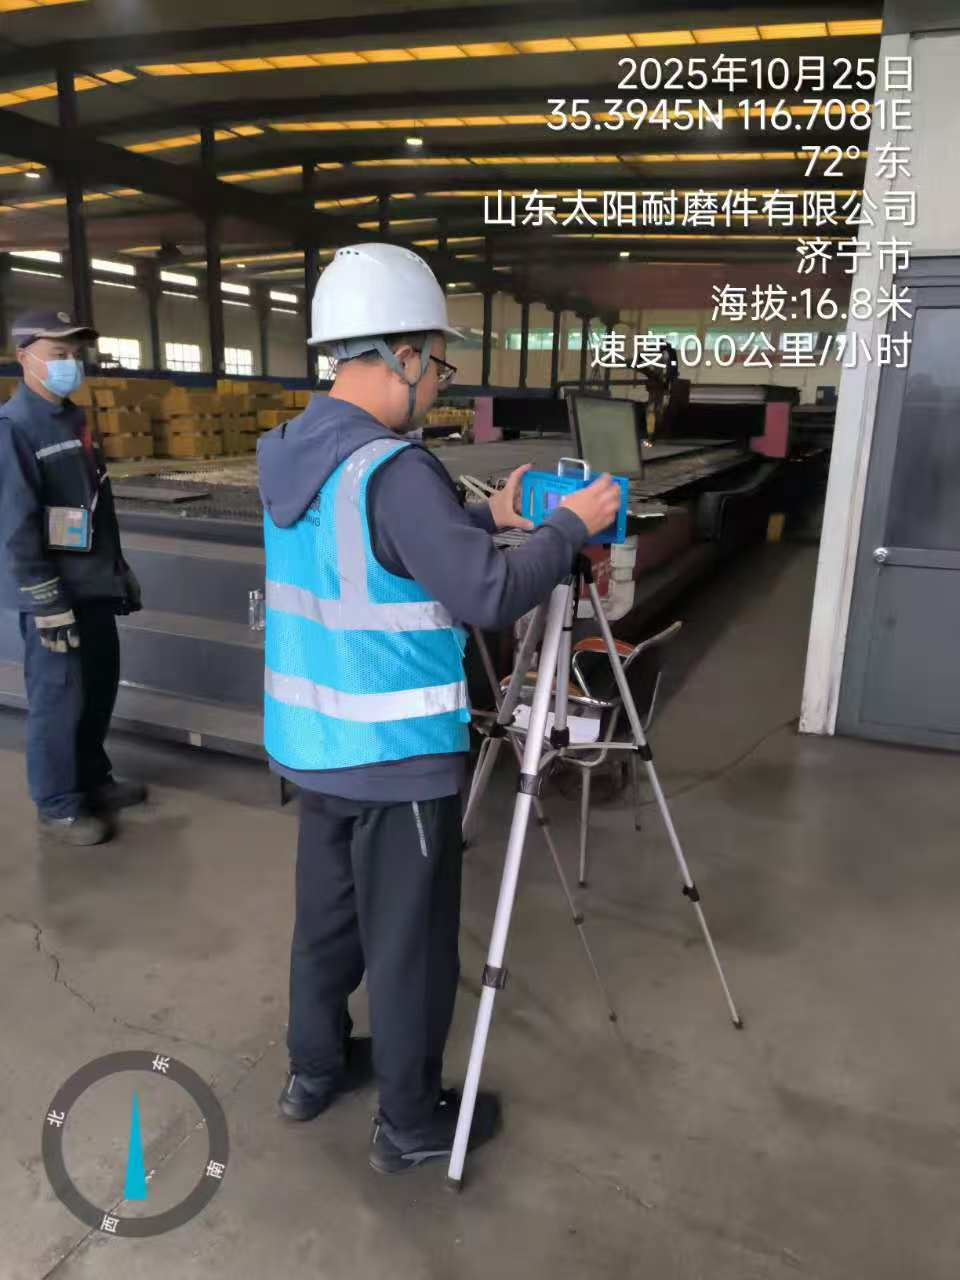 2025年10月25日
35.3945N 116.7081E
72° 东
山东太阳耐磨件有限公司
济宁市
海拔:16.8米
速度:0.0公里/小时
东
北
南
西